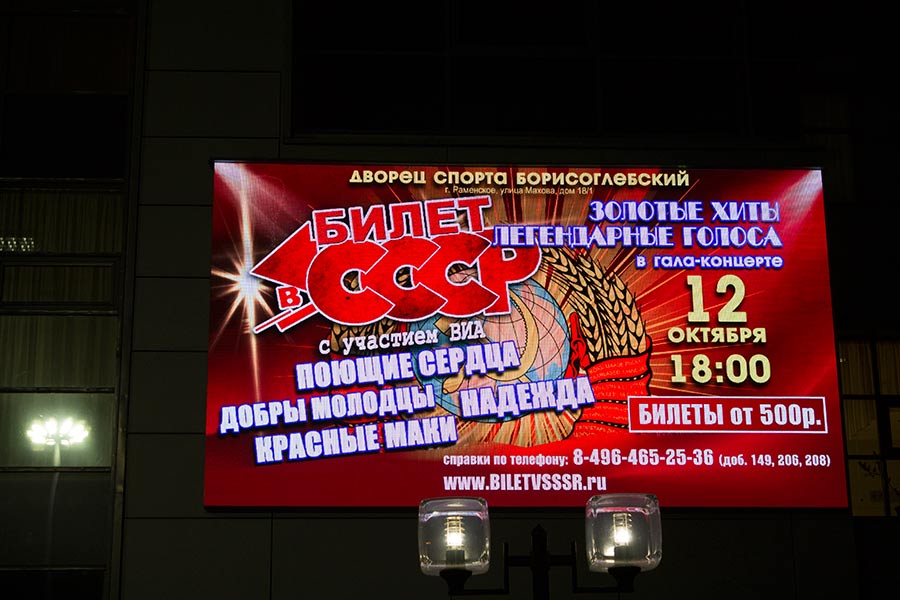 ДВОРЕЦ СПОРТА БОРИСОГЛЕБСКИЙ
г. Раменское, улица Махова, дом 18/1
БИЛЕТ
В СССР
ЗОЛОТЫЕ ХИТЫ
ЛЕГЕНДАРНЫЕ ГОЛОСА
в гала-концерте
12
ОКТЯБРЯ
18:00
с участием ВИА
ПОЮЩИЕ СЕРДЦА
ДОБРЫ МОЛОДЦЫ НАДЕЖДА
КРАСНЫЕ МАКИ
БИЛЕТЫ от 500р.
справки по телефону: 8-496-465-25-36 (доб. 149, 206, 208)
www.BILETVSSSR.ru